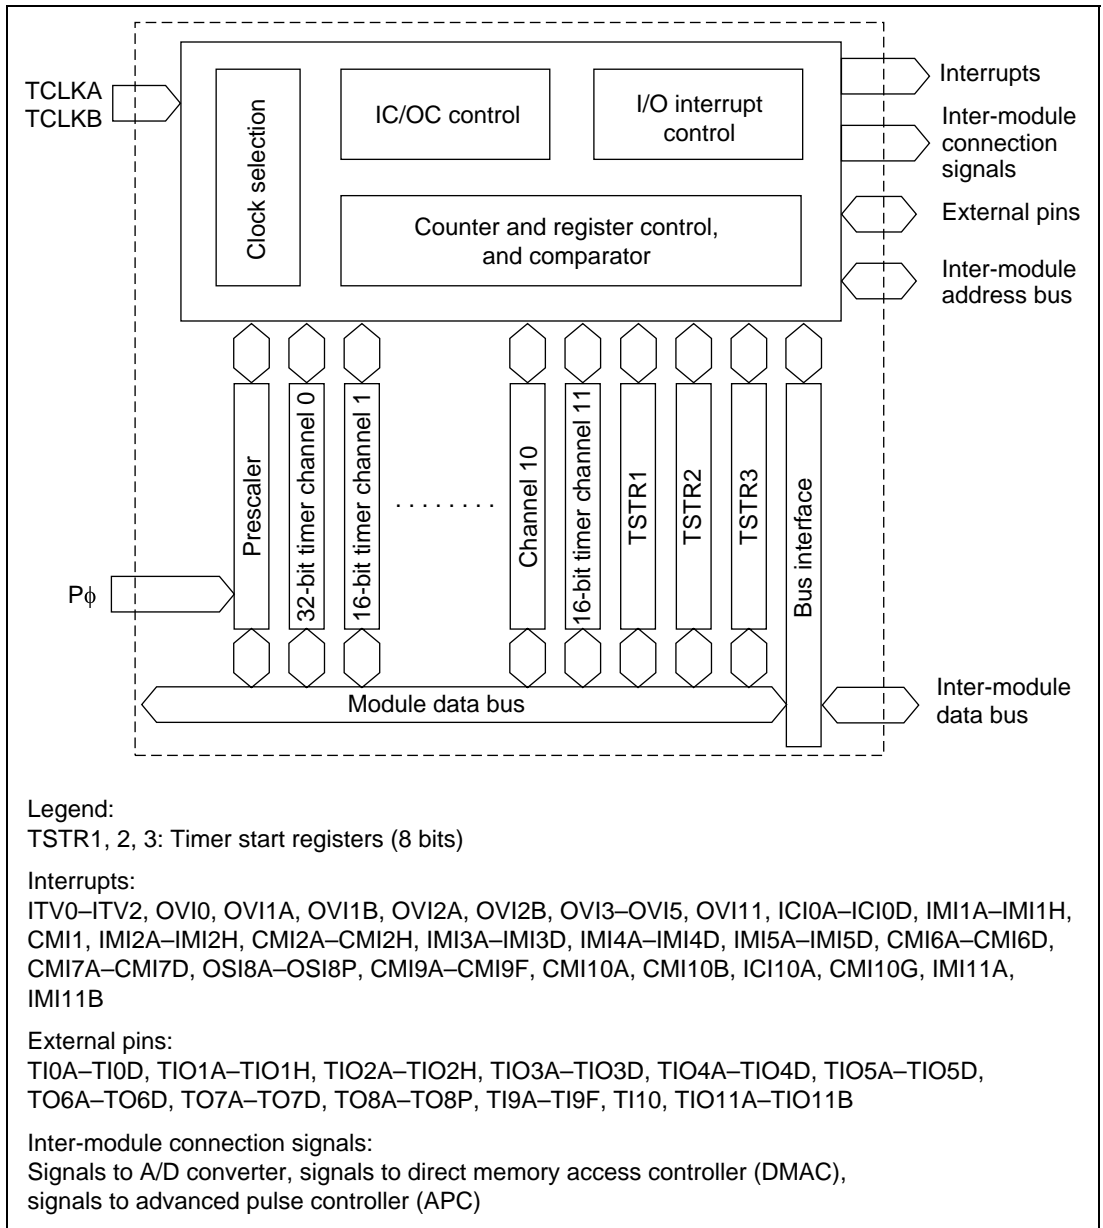 TCLKA
TCLKB
Clock selection
IC/OC control
I/O interrupt
control
Counter and register control,
and comparator
Interrupts
Inter-module
connection
signals
External pins
Inter-module
address bus
Pϕ
Prescaler
32-bit timer channel 0
16-bit timer channel 1
. . . . . . . .
Channel 10
16-bit timer channel 11
TSTR1
TSTR2
TSTR3
Bus interface
Module data bus
Inter-module
data bus
Legend:
TSTR1, 2, 3: Timer start registers (8 bits)
Interrupts:
ITV0–ITV2, OVI0, OVI1A, OVI1B, OVI2A, OVI2B, OVI3–OVI5, OVI11, ICI0A–ICI0D, IMI1A–IMI1H,
CMI1, IMI2A–IMI2H, CMI2A–CMI2H, IMI3A–IMI3D, IMI4A–IMI4D, IMI5A–IMI5D, CMI6A–CMI6D,
CMI7A–CMI7D, OSI8A–OSI8P, CMI9A–CMI9F, CMI10A, CMI10B, ICI10A, CMI10G, IMI11A,
IMI11B
External pins:
TI0A–TI0D, TIO1A–TIO1H, TIO2A–TIO2H, TIO3A–TIO3D, TIO4A–TIO4D, TIO5A–TIO5D,
TO6A–TO6D, TO7A–TO7D, TO8A–TO8P, TI9A–TI9F, TI10, TIO11A–TIO11B
Inter-module connection signals:
Signals to A/D converter, signals to direct memory access controller (DMAC),
signals to advanced pulse controller (APC)